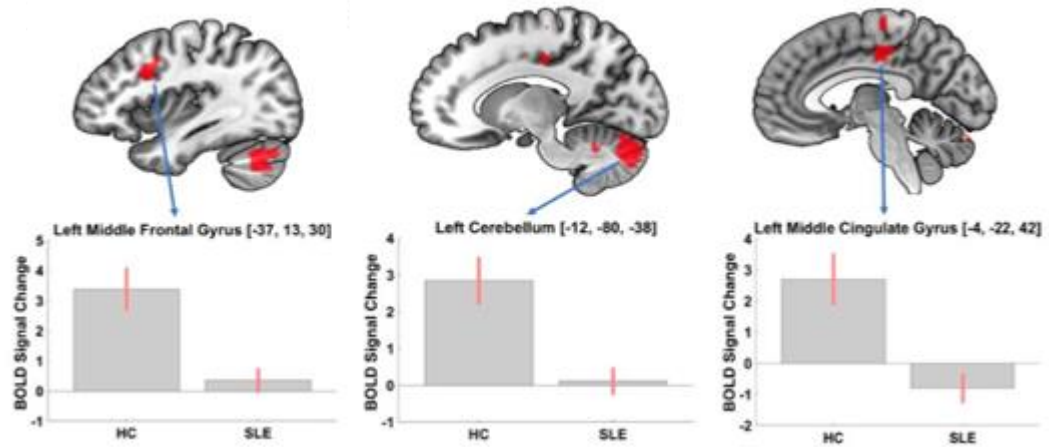 Left Middle Frontal Gyrus [-37, 13, 30]
BOLD Signal Change
5
4
3
2
1
0
-1
HC SLE
Left Cerebellum [-12, -80, -38]
BOLD Signal Change
4
3
2
1
0
-1
HC SLE
Left Middle Cingulate Gyrus [-4, -22, 42]
BOLD Signal Change
4
3
2
1
0
-1
-2
HC SLE